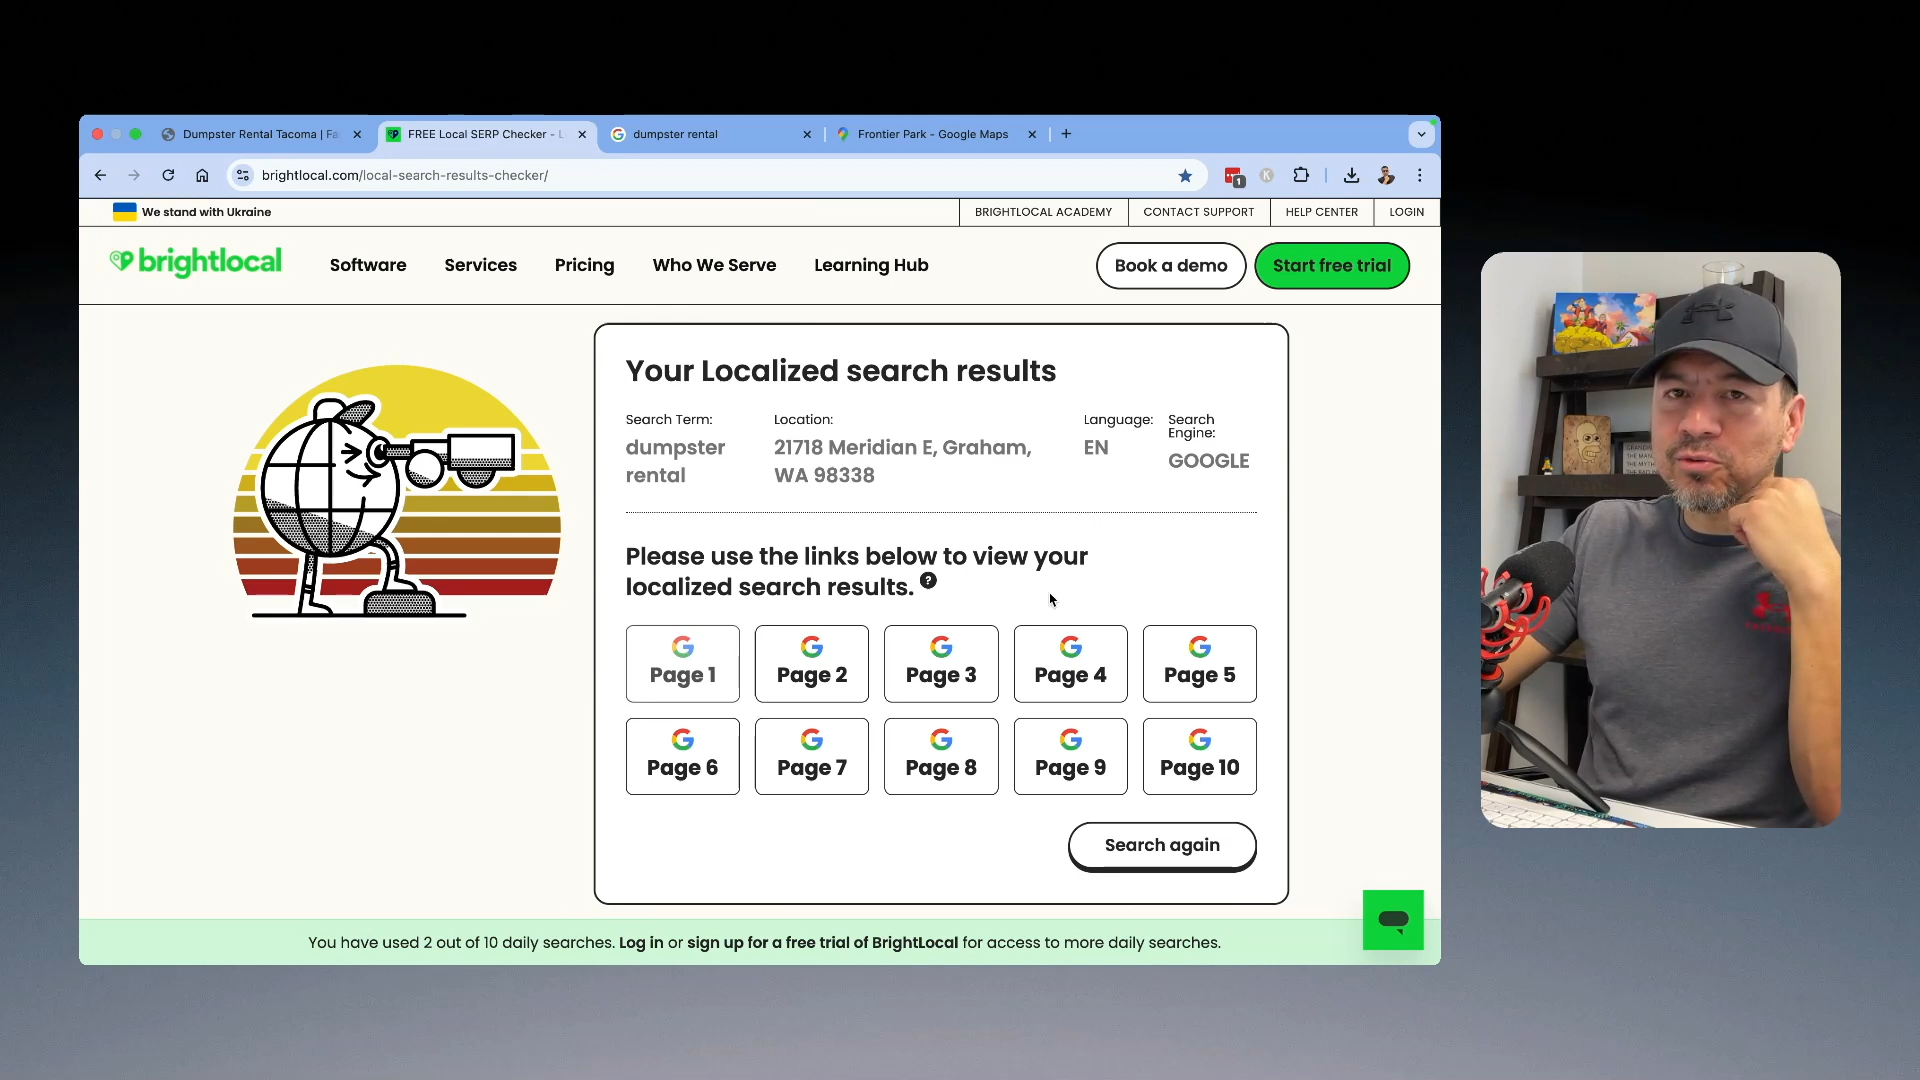 Dumpster Rental Tacoma | Fa
FREE Local SERP Checker - L
dumpster rental
Frontier Park - Google Maps
brightlocal.com/local-search-results-checker/
1
K
We stand with Ukraine
BRIGHTLOCAL ACADEMY
CONTACT SUPPORT
HELP CENTER
LOGIN
brightlocal
Software
Services
Pricing
Who We Serve
Learning Hub
Book a demo
Start free trial
Your Localized search results
Search Term:
dumpster
rental
Location:
21718 Meridian E, Graham,
WA 98338
Language:
EN
Search
Engine:
GOOGLE
Please use the links below to view your
localized search results. ?
Page 1
Page 2
Page 3
Page 4
Page 5
Page 6
Page 7
Page 8
Page 9
Page 10
Search again
You have used 2 out of 10 daily searches. Log in or sign up for a free trial of BrightLocal for access to more daily searches.